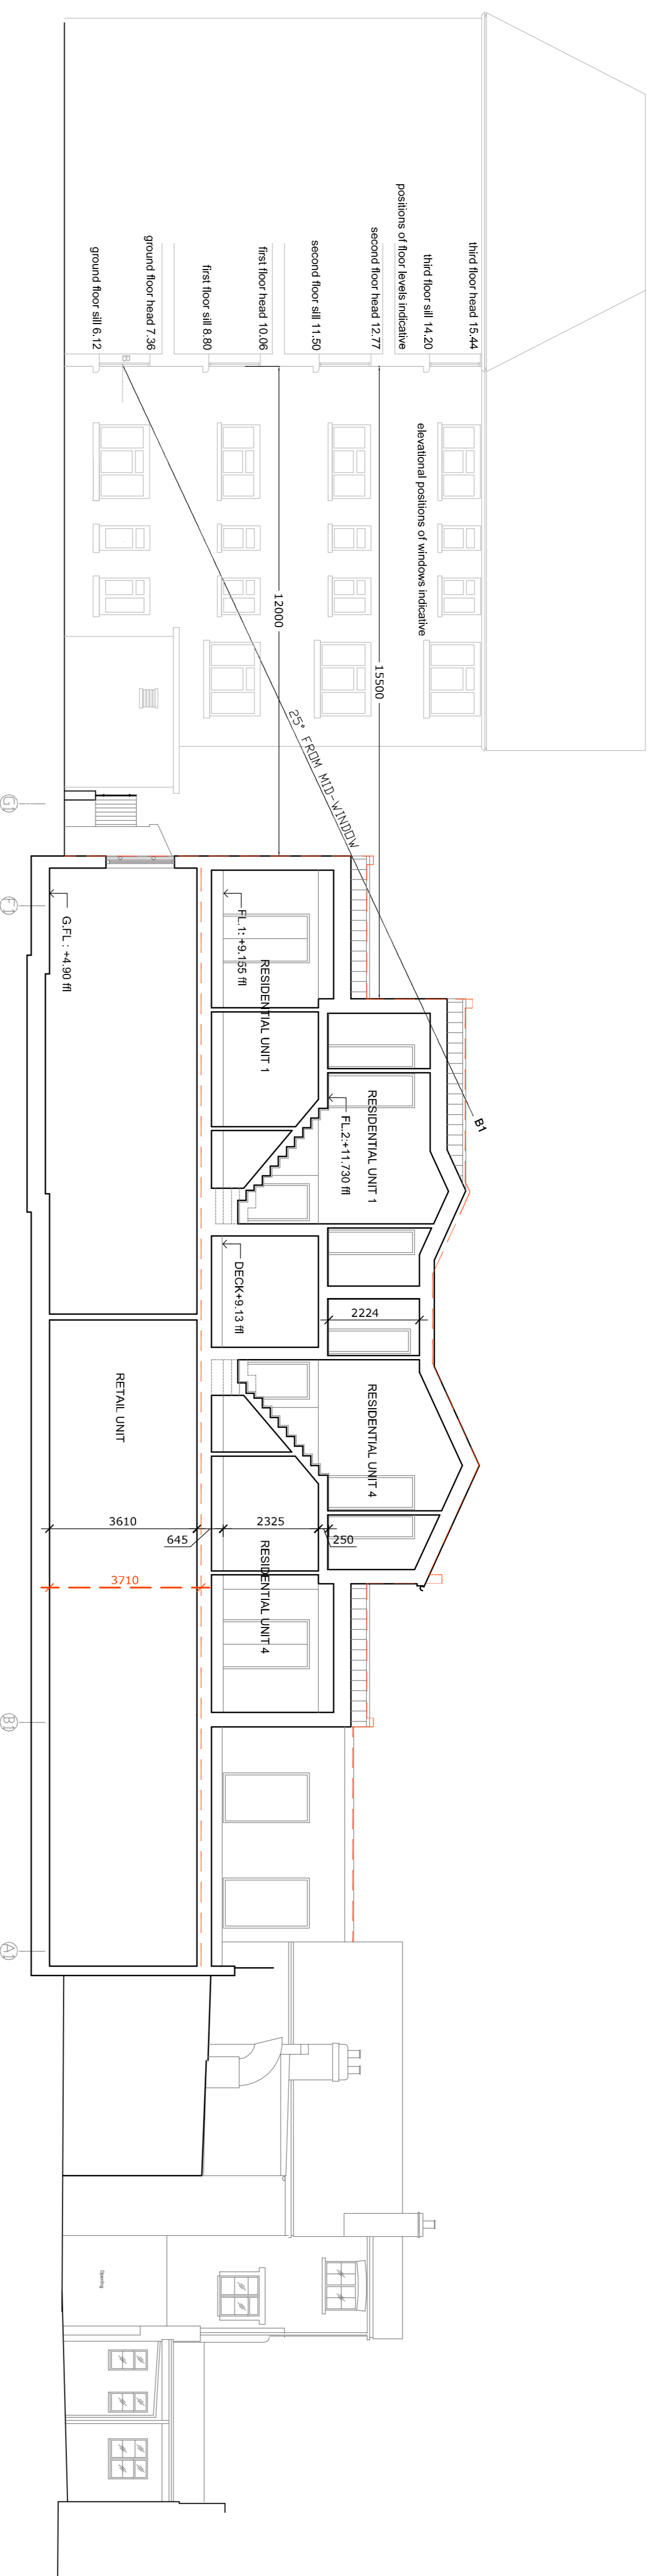 third floor head 15.44
third floor sill 14.20
positions of floor levels indicative
second floor head 12.77
second floor sill 11.50
first floor head 10.06
first floor sill 8.80
ground floor head 7.36
ground floor sill 6.12
elevational positions of windows indicative
15500
12000
25° FROM MID-WINDOW
B1
FL.2:+11.730 ffl
RESIDENTIAL UNIT 1
FL.1: +9.155 ffl
RESIDENTIAL UNIT 1
G.FL : +4.90 ffl
DECK+9.13 ffl
2224
RESIDENTIAL UNIT 4
250
2325
RESIDENTIAL UNIT 4
645
3610
3710
RETAIL UNIT
Opening
G1
F1
B1
A1